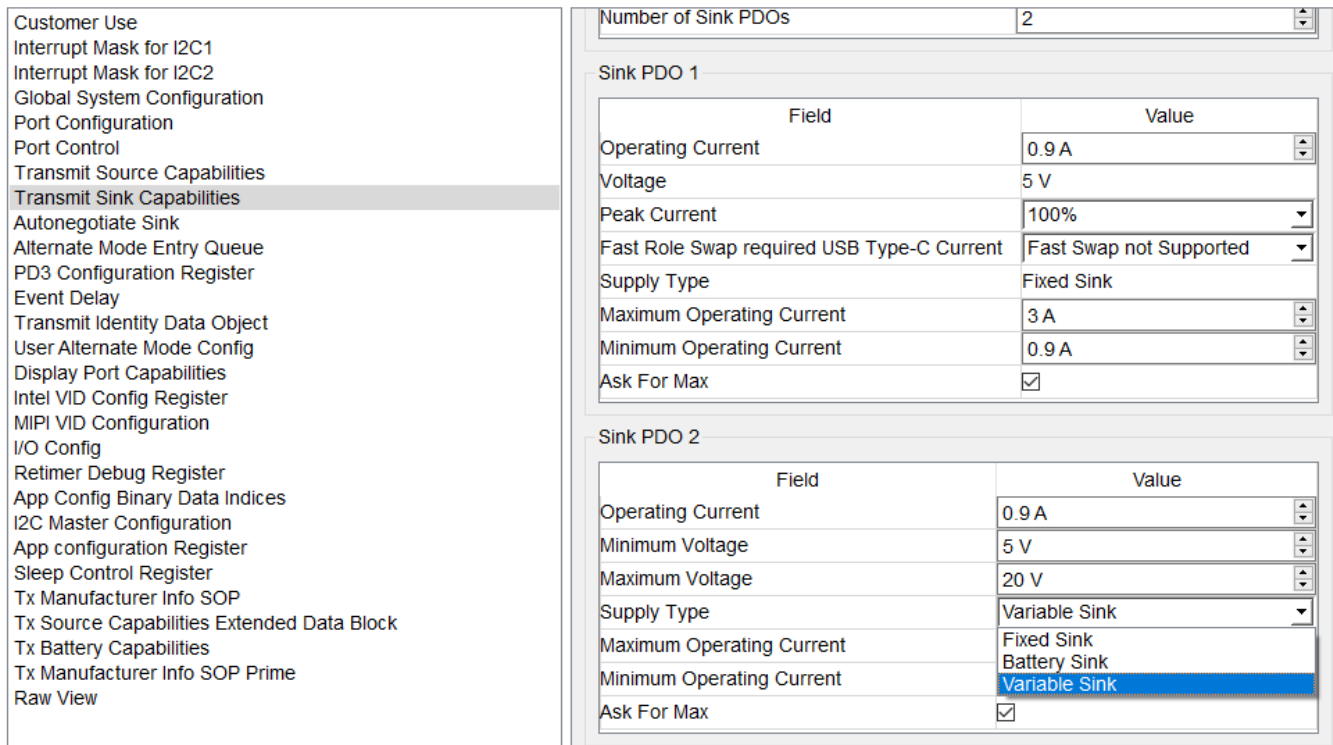 Customer Use
Interrupt Mask for I2C1
Interrupt Mask for I2C2
Global System Configuration
Port Configuration
Port Control
Transmit Source Capabilities
Transmit Sink Capabilities
Autonegotiate Sink
Alternate Mode Entry Queue
PD3 Configuration Register
Event Delay
Transmit Identity Data Object
User Alternate Mode Config
Display Port Capabilities
Intel VID Config Register
MIPI VID Configuration
I/O Config
Retimer Debug Register
App Config Binary Data Indices
I2C Master Configuration
App configuration Register
Sleep Control Register
Tx Manufacturer Info SOP
Tx Source Capabilities Extended Data Block
Tx Battery Capabilities
Tx Manufacturer Info SOP Prime
Raw View
Number of Sink PDOs 2
Sink PDO 1
Field Value
Operating Current 0.9 A
Voltage 5 V
Peak Current 100%
Fast Role Swap required USB Type-C Current Fast Swap not Supported
Supply Type Fixed Sink
Maximum Operating Current 3 A
Minimum Operating Current 0.9 A
Ask For Max
Sink PDO 2
Field Value
Operating Current 0.9 A
Minimum Voltage 5 V
Maximum Voltage 20 V
Supply Type Variable Sink
Fixed Sink
Maximum Operating Current
Battery Sink
Minimum Operating Current
Variable Sink
Ask For Max